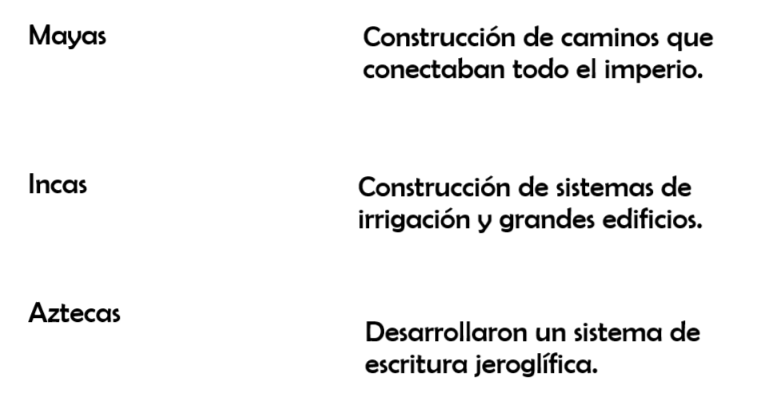 Mayas
Construcción de caminos que
conectaban todo el imperio.
Incas
Construcción de sistemas de
irrigación y grandes edificios.
Aztecas
Desarrollaron un sistema de
escritura jeroglífica.